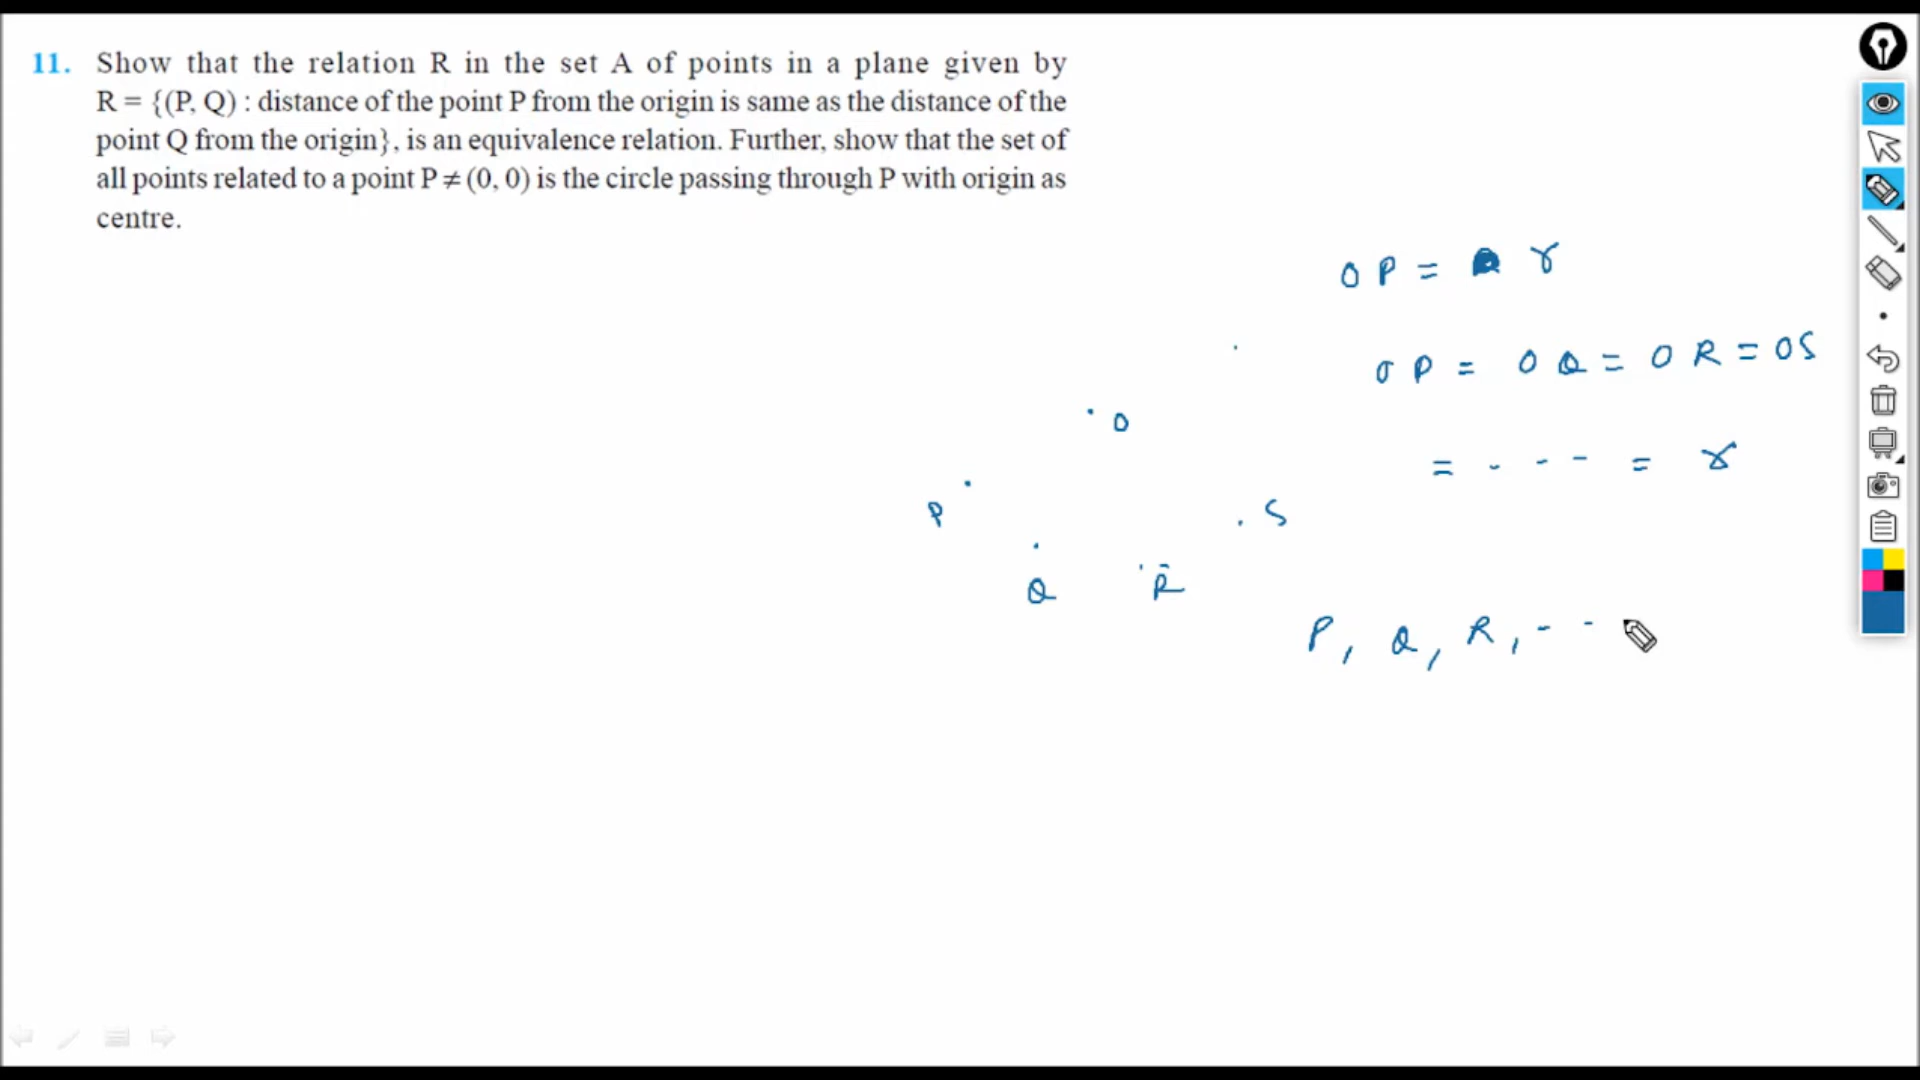 11. Show that the relation R in the set A of points in a plane given by
R = {(P, Q) : distance of the point P from the origin is same as the distance of the
point Q from the origin}, is an equivalence relation. Further, show that the set of
all points related to a point P ≠ (0, 0) is the circle passing through P with origin as
centre.
OP = r
OP = OQ = OR = OS
= - - - = r
O
P
S
Q
R
P, Q, R, - -